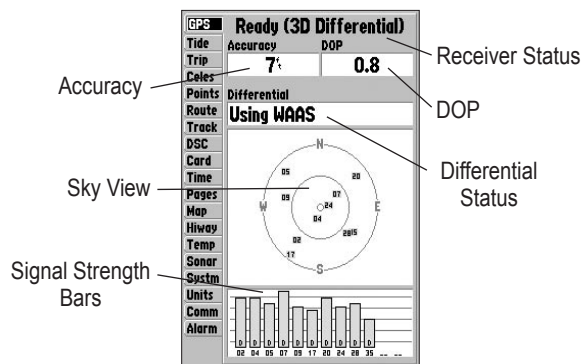 GPS
Ready (3D Differential)
Tide
Accuracy
DOP
Receiver Status
Trip
7 ft
0.8
Celes
Accuracy
Points
Differential
DOP
Route
Using WAAS
Track
DSC
N
Card
05
20
Differential
Status
Time
Sky View
Pages
09
07
24
W
E
Map
04
Hiway
02
28
Temp
17
Sonar
S
Signal Strength
Bars
Systm
Units
Comm
Alarm
D D D D D D D D D D
02 04 05 07 09 17 20 24 28 35 -- --